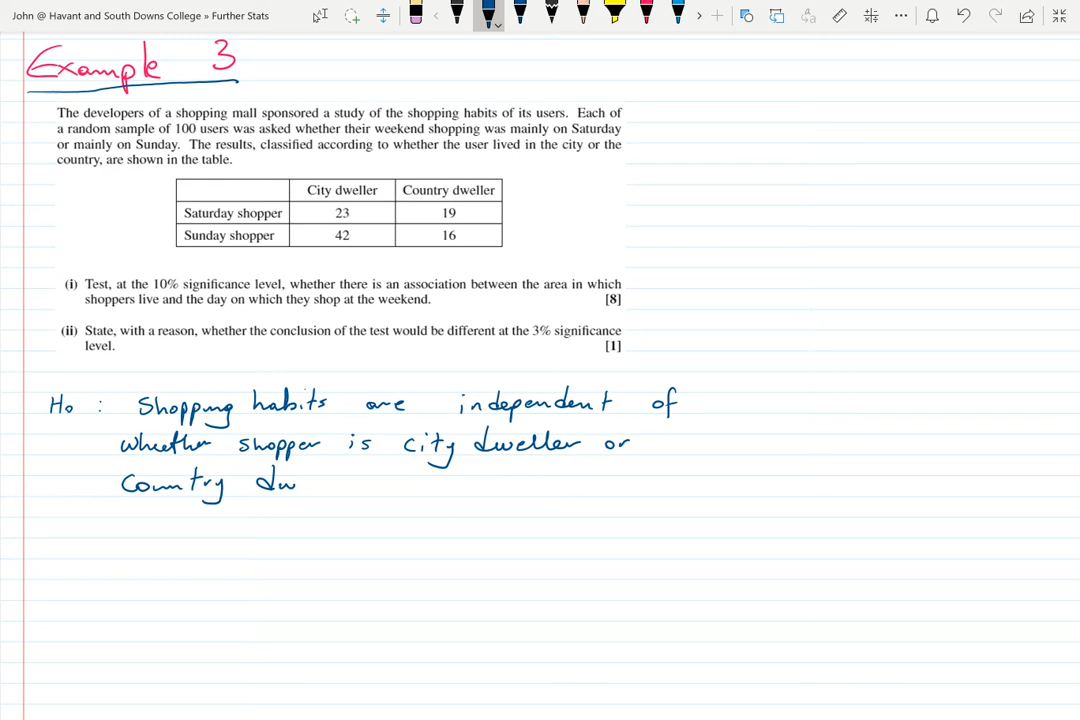 John @ Havant and South Downs College » Further Stats
Example 3
The developers of a shopping mall sponsored a study of the shopping habits of its users. Each of
a random sample of 100 users was asked whether their weekend shopping was mainly on Saturday
or mainly on Sunday. The results, classified according to whether the user lived in the city or the
country, are shown in the table.
City dweller Country dweller
Saturday shopper 23 19
Sunday shopper 42 16
(i) Test, at the 10% significance level, whether there is an association between the area in which
shoppers live and the day on which they shop at the weekend. [8]
(ii) State, with a reason, whether the conclusion of the test would be different at the 3% significance
level. [1]
H₀ : Shopping habits are independent of
whether shopper is city dweller or
Country dw